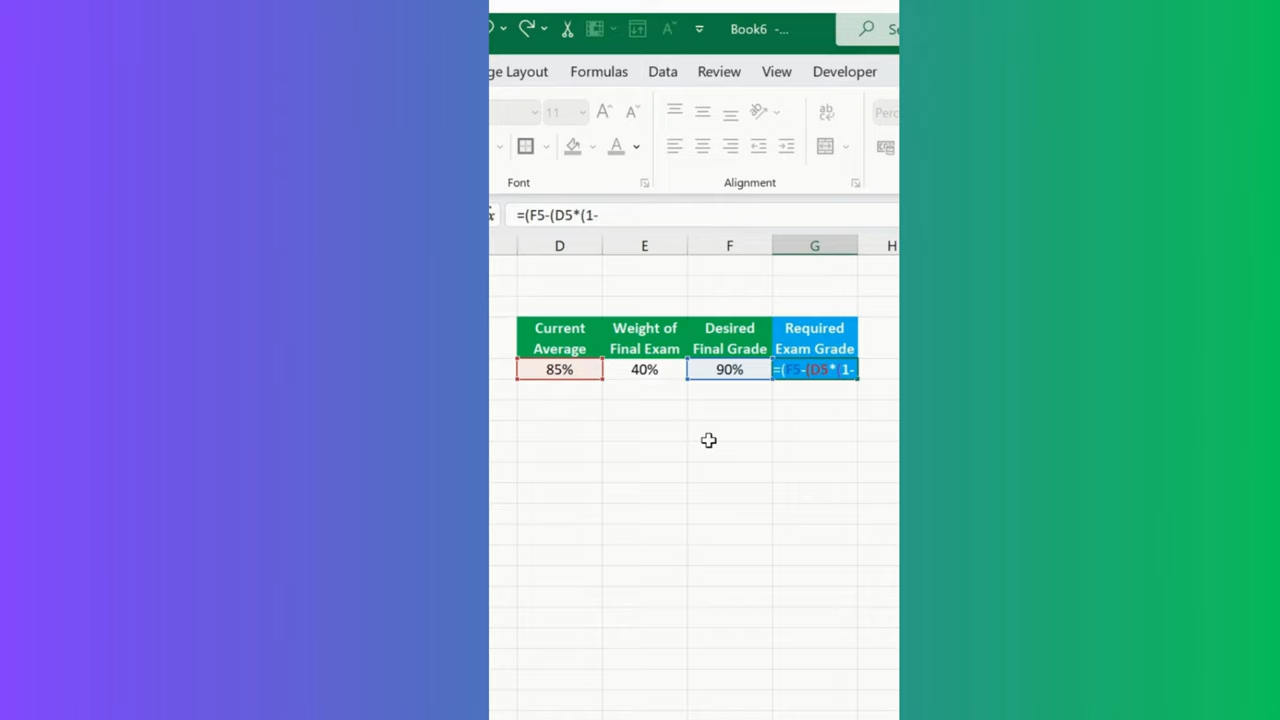 Book6 -...
ge Layout Formulas Data Review View Developer
11 A A ab
Font Alignment
=(F5-(D5*(1-
D E F G H
Current Average Weight of Final Exam Desired Final Grade Required Exam Grade
85% 40% 90% =(F5-(D5*(1-